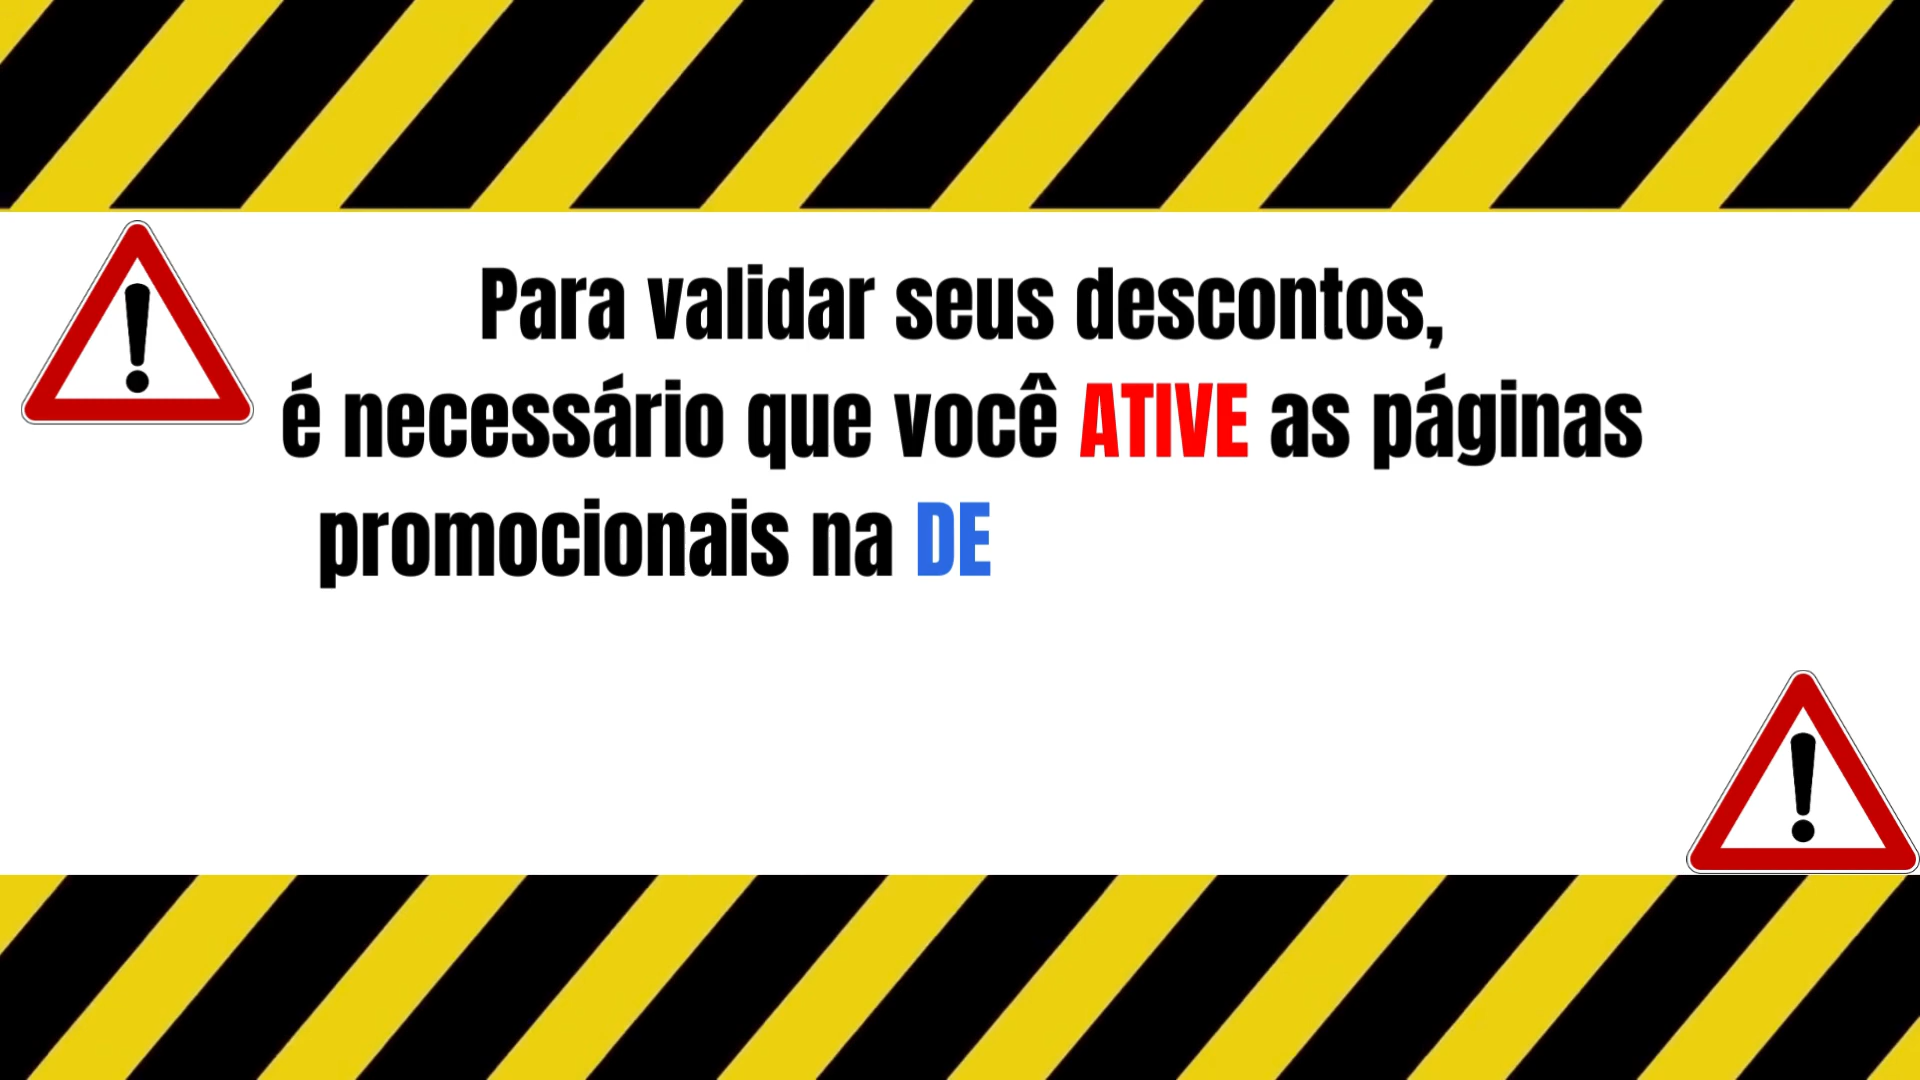 Para validar seus descontos,
é necessário que você ATIVE as páginas
promocionais na DE